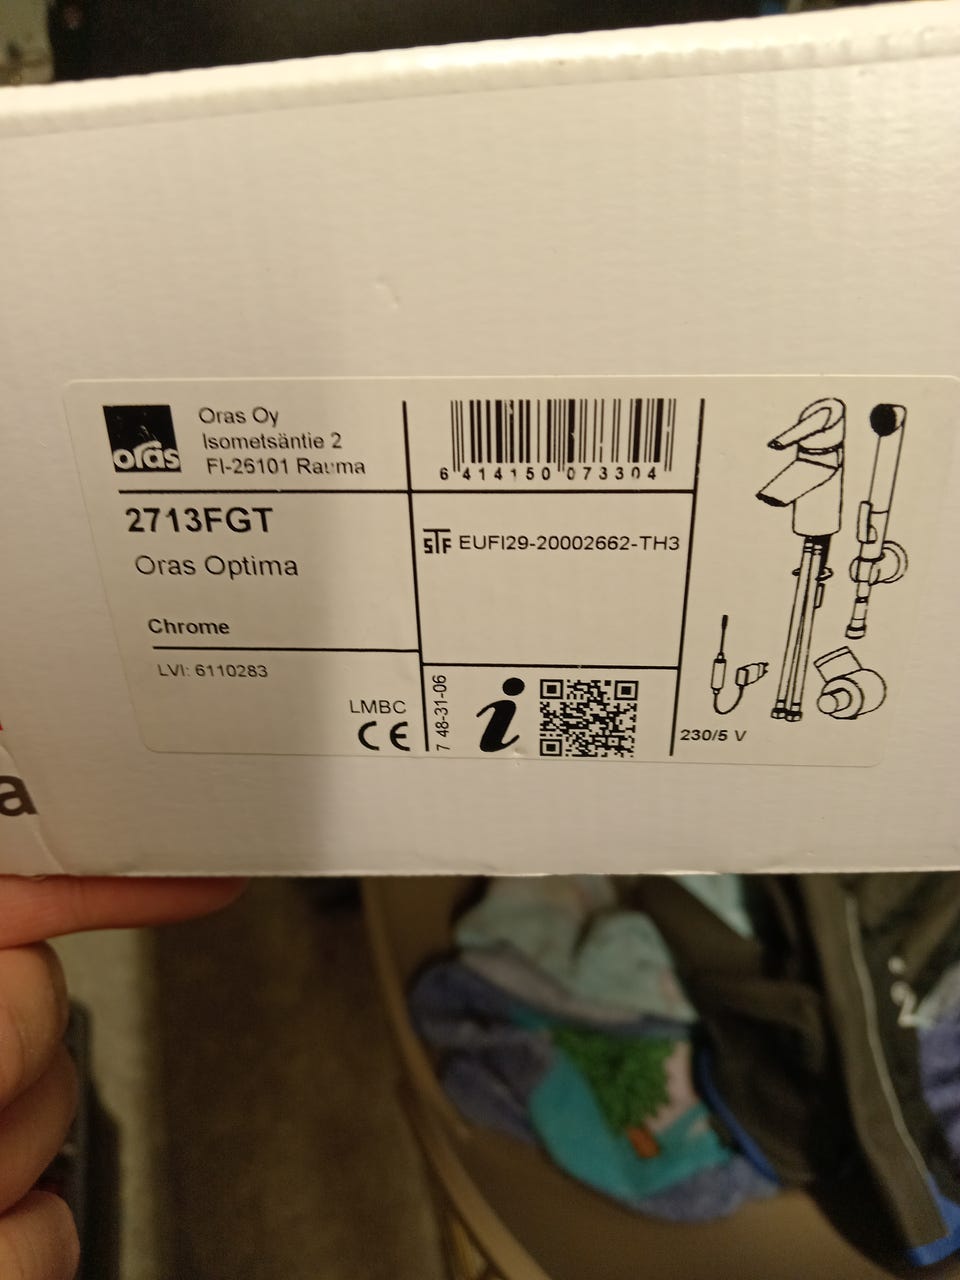 oras
Oras Oy
Isometsäntie 2
FI-26101 Rauma
6 414150 073304
2713FGT
Oras Optima
STF EUFI29-20002662-TH3
Chrome
LVI: 6110283
LMBC
CE
7 48-31-06
i
230/5 V
a
2